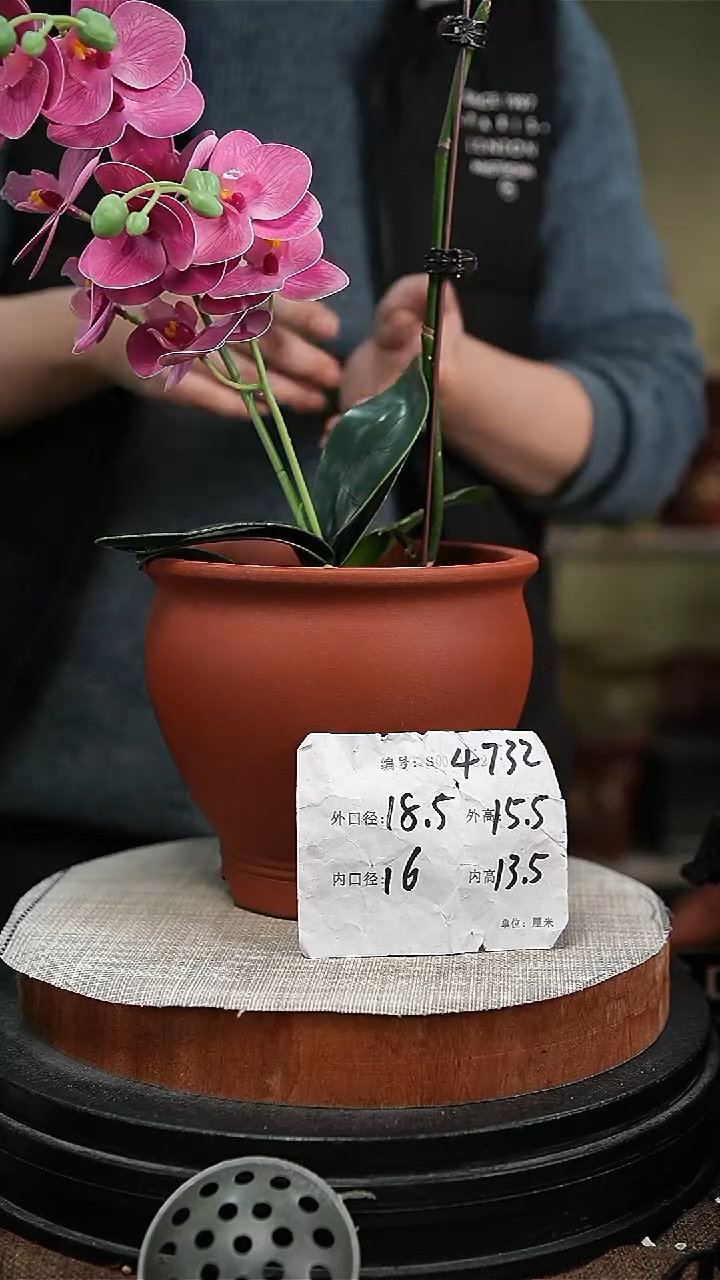 编号: 4732
外口径: 18.5 外高: 15.5
内口径: 16 内高 13.5
单位: 厘米
LONDON